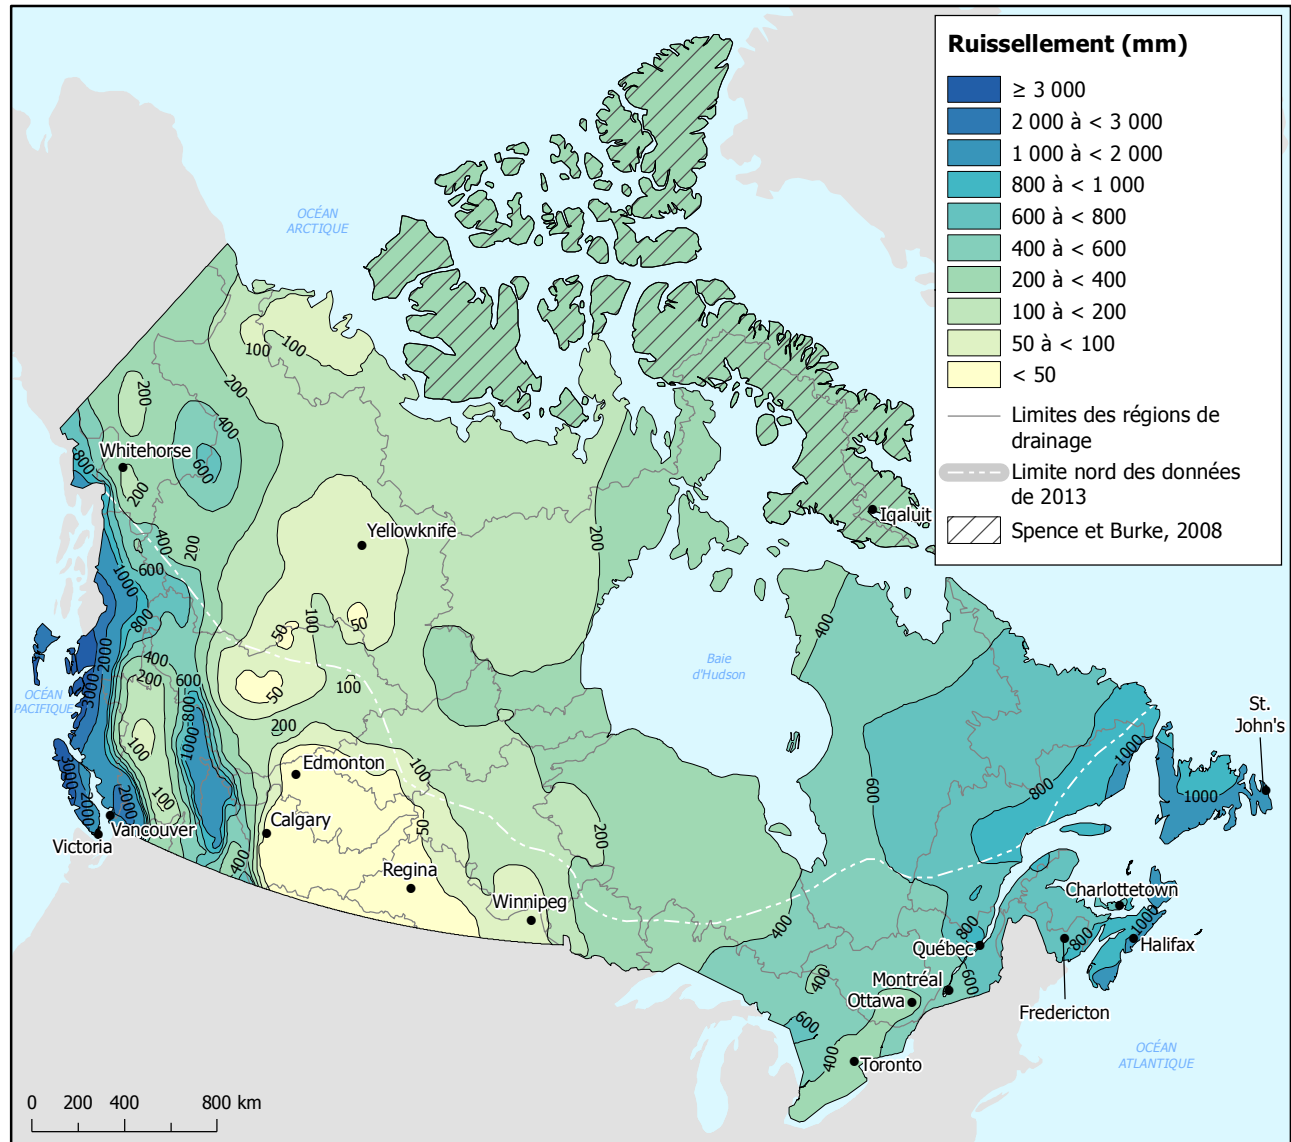 Ruissellement (mm)
≥ 3 000
2 000 à < 3 000
1 000 à < 2 000
800 à < 1 000
600 à < 800
400 à < 600
200 à < 400
100 à < 200
50 à < 100
< 50
Limites des régions de
drainage
Limite nord des données
de 2013
Spence et Burke, 2008
OCÉAN
ARCTIQUE
100
100
200
200
400
600
800
Whitehorse
200
Yellowknife
Iqaluit
200
400
200
600
1000
800
50
100
50
400
2000
400
200
600
3000
50
100
800
Baie
d'Hudson
OCÉAN
PACIFIQUE
200
1000
100
St.
John's
1000
800
600
Edmonton
100
3000
2000
2000
100
1000
Vancouver
Victoria
Calgary
50
200
400
Regina
Winnipeg
Charlottetown
400
800
1000
800
Québec
Halifax
Montréal
600
400
Ottawa
Fredericton
600
400
Toronto
OCÉAN
ATLANTIQUE
0 200 400 800 km